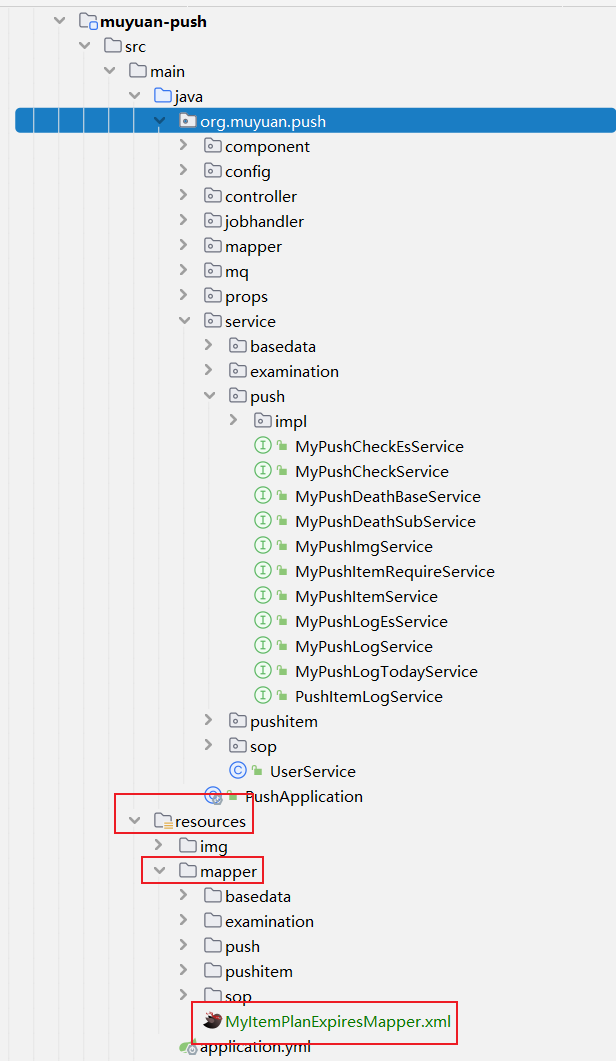 muyuan-push
src
main
java
org.muyuan.push
component
config
controller
jobhandler
mapper
mq
props
service
basedata
examination
push
impl
MyPushCheckEsService
MyPushCheckService
MyPushDeathBaseService
MyPushDeathSubService
MyPushImgService
MyPushItemRequireService
MyPushItemService
MyPushLogEsService
MyPushLogService
MyPushLogTodayService
PushItemLogService
pushitem
sop
UserService
PushApplication
resources
img
mapper
basedata
examination
push
pushitem
sop
MyItemPlanExpiresMapper.xml
application.yml